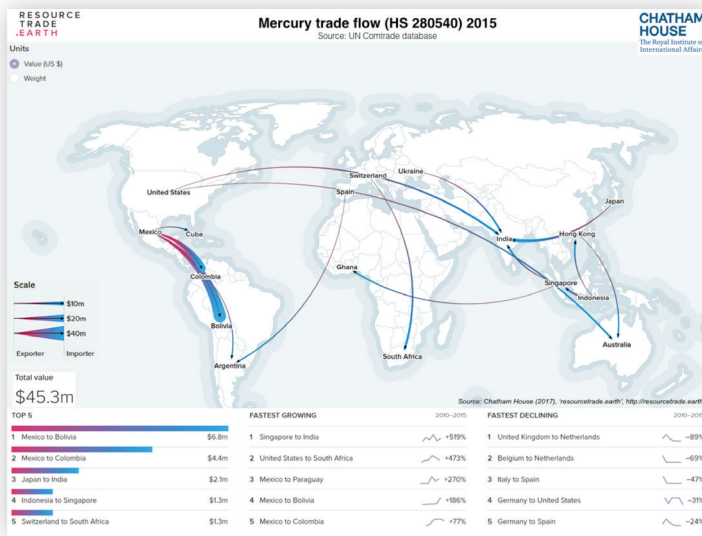 RESOURCE
TRADE
.EARTH
Mercury trade flow (HS 280540) 2015
Source: UN Comtrade database
CHATHAM
HOUSE
The Royal Institute of
International Affairs
Units
Value (US $)
Weight
United States
Mexico
Cuba
Colombia
Bolivia
Argentina
Switzerland
Ukraine
Spain
Ghana
South Africa
India
Hong Kong
Japan
Singapore
Indonesia
Australia
Scale
$10m
$20m
$40m
Exporter Importer
Total value
$45.3m
Source: Chatham House (2017), 'resourcetrade.earth', http://resourcetrade.earth
TOP 5
1 Mexico to Bolivia $6.8m
2 Mexico to Colombia $4.4m
3 Japan to India $2.1m
4 Indonesia to Singapore $1.3m
5 Switzerland to South Africa $1.3m
FASTEST GROWING 2010–2015
1 Singapore to India +519%
2 United States to South Africa +473%
3 Mexico to Paraguay +270%
4 Mexico to Bolivia +186%
5 Mexico to Colombia +77%
FASTEST DECLINING 2010–2015
1 United Kingdom to Netherlands −89%
2 Belgium to Netherlands −69%
3 Italy to Spain −47%
4 Germany to United States −31%
5 Germany to Spain −24%